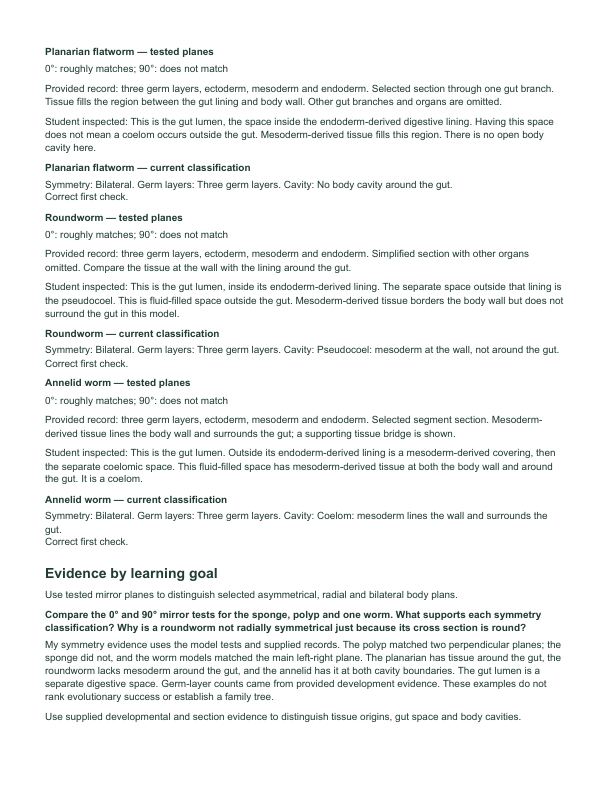 Planarian flatworm — tested planes
0°: roughly matches; 90°: does not match
Provided record: three germ layers, ectoderm, mesoderm and endoderm. Selected section through one gut branch.
Tissue fills the region between the gut lining and body wall. Other gut branches and organs are omitted.
Student inspected: This is the gut lumen, the space inside the endoderm-derived digestive lining. Having this space
does not mean a coelom occurs outside the gut. Mesoderm-derived tissue fills this region. There is no open body
cavity here.
Planarian flatworm — current classification
Symmetry: Bilateral. Germ layers: Three germ layers. Cavity: No body cavity around the gut.
Correct first check.
Roundworm — tested planes
0°: roughly matches; 90°: does not match
Provided record: three germ layers, ectoderm, mesoderm and endoderm. Simplified section with other organs
omitted. Compare the tissue at the wall with the lining around the gut.
Student inspected: This is the gut lumen, inside its endoderm-derived lining. The separate space outside that lining is
the pseudocoel. This is fluid-filled space outside the gut. Mesoderm-derived tissue borders the body wall but does not
surround the gut in this model.
Roundworm — current classification
Symmetry: Bilateral. Germ layers: Three germ layers. Cavity: Pseudocoel: mesoderm at the wall, not around the gut.
Correct first check.
Annelid worm — tested planes
0°: roughly matches; 90°: does not match
Provided record: three germ layers, ectoderm, mesoderm and endoderm. Selected segment section. Mesoderm-
derived tissue lines the body wall and surrounds the gut; a supporting tissue bridge is shown.
Student inspected: This is the gut lumen. Outside its endoderm-derived lining is a mesoderm-derived covering, then
the separate coelomic space. This fluid-filled space has mesoderm-derived tissue at both the body wall and around
the gut. It is a coelom.
Annelid worm — current classification
Symmetry: Bilateral. Germ layers: Three germ layers. Cavity: Coelom: mesoderm lines the wall and surrounds the
gut.
Correct first check.
Evidence by learning goal
Use tested mirror planes to distinguish selected asymmetrical, radial and bilateral body plans.
Compare the 0° and 90° mirror tests for the sponge, polyp and one worm. What supports each symmetry
classification? Why is a roundworm not radially symmetrical just because its cross section is round?
My symmetry evidence uses the model tests and supplied records. The polyp matched two perpendicular planes; the
sponge did not, and the worm models matched the main left-right plane. The planarian has tissue around the gut, the
roundworm lacks mesoderm around the gut, and the annelid has it at both cavity boundaries. The gut lumen is a
separate digestive space. Germ-layer counts came from provided development evidence. These examples do not
rank evolutionary success or establish a family tree.
Use supplied developmental and section evidence to distinguish tissue origins, gut space and body cavities.